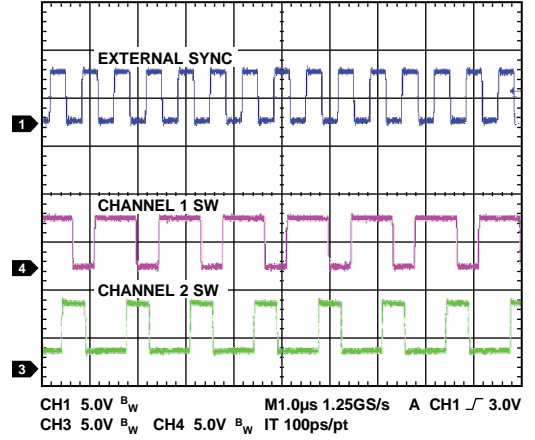 EXTERNAL SYNC
1
CHANNEL 1 SW
4
CHANNEL 2 SW
3
CH1 5.0V BW M1.0µs 1.25GS/s A CH1 3.0V
CH3 5.0V BW CH4 5.0V BW IT 100ps/pt